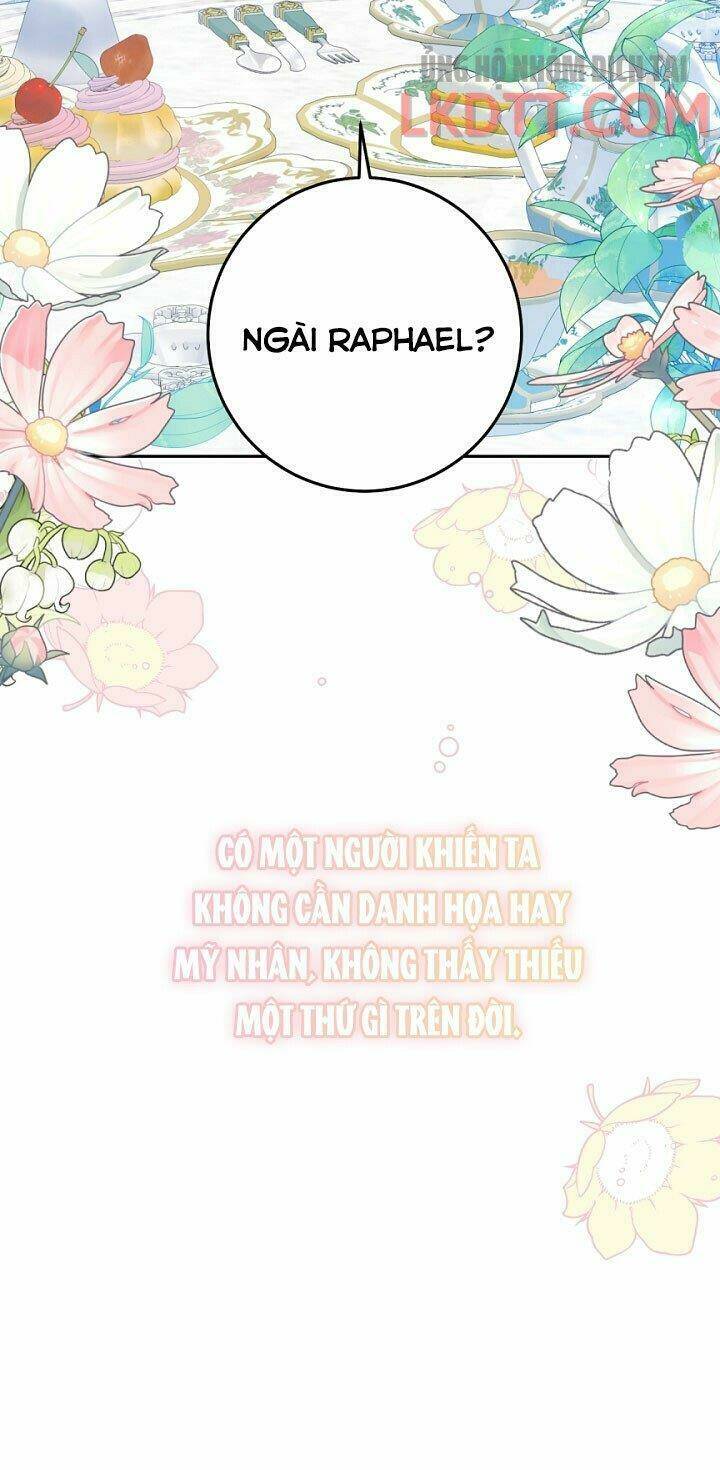 ỦNG HỘ NHÓM DỊCH TẠI
LKDTT.COM
NGÀI RAPHAEL?
CÓ MỘT NGƯỜI KHIẾN TA
KHÔNG CẦN DANH HỌA HAY
MỸ NHÂN, KHÔNG THẤY THIẾU
MỘT THỨ GÌ TRÊN ĐỜI.